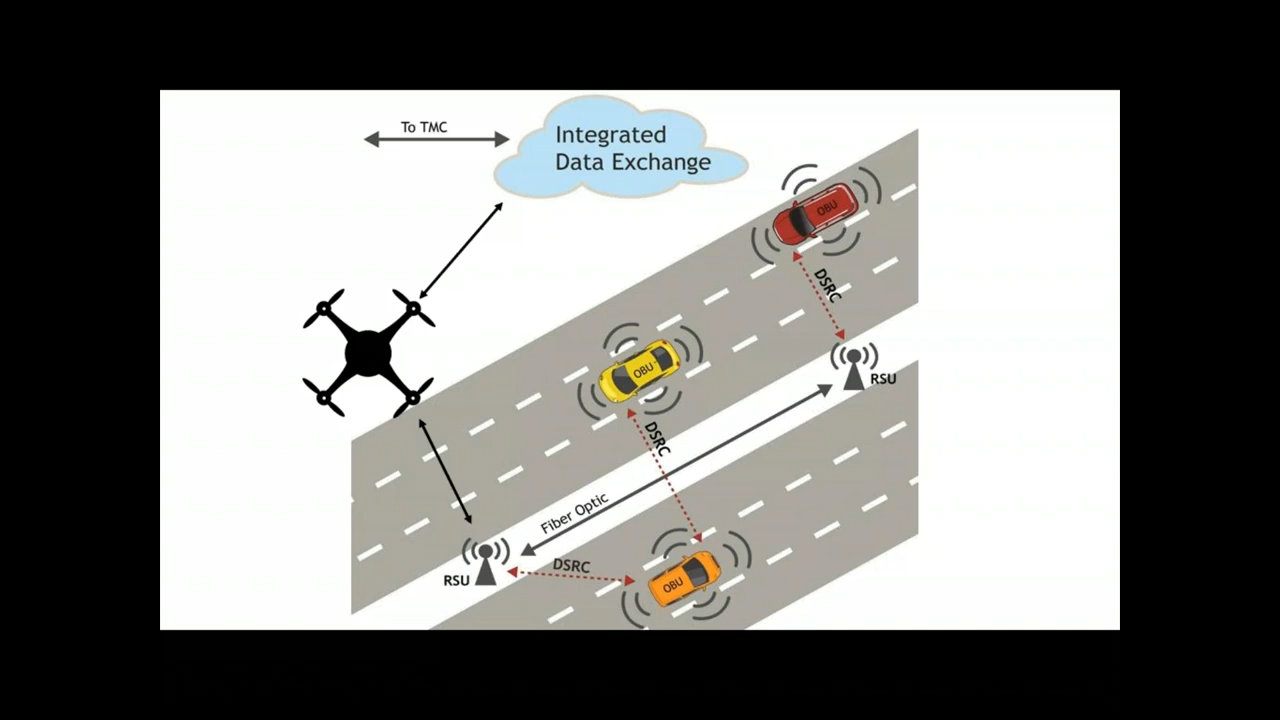 To TMC
Integrated
Data Exchange
OBU
DSRC
OBU
RSU
DSRC
Fiber Optic
DSRC
RSU
OBU